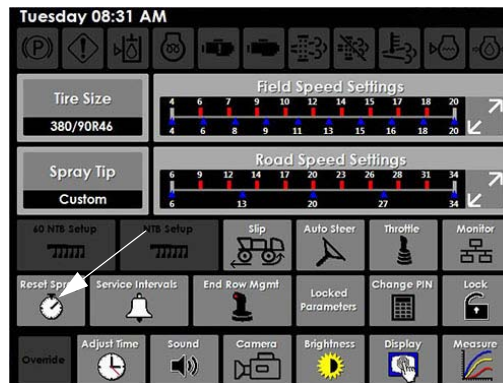 Tuesday 08:31 AM
Tire Size
380/90R46
Field Speed Settings
4 6 7 9 10 12 14 15 17 18 20
4 6 8 9 11 13 15 16 18 20
Spray Tip
Custom
Road Speed Settings
6 9 12 14 17 20 23 26 28 31 34
6 13 20 27 34
60 NTB Setup
NTB Setup
Slip
Auto Steer
Throttle
Monitor
Service Intervals
End Row Mgmt
Locked
Parameters
Change PIN
Lock
Reset
Override
Adjust Time
Sound
Camera
Brightness
Display
Measure